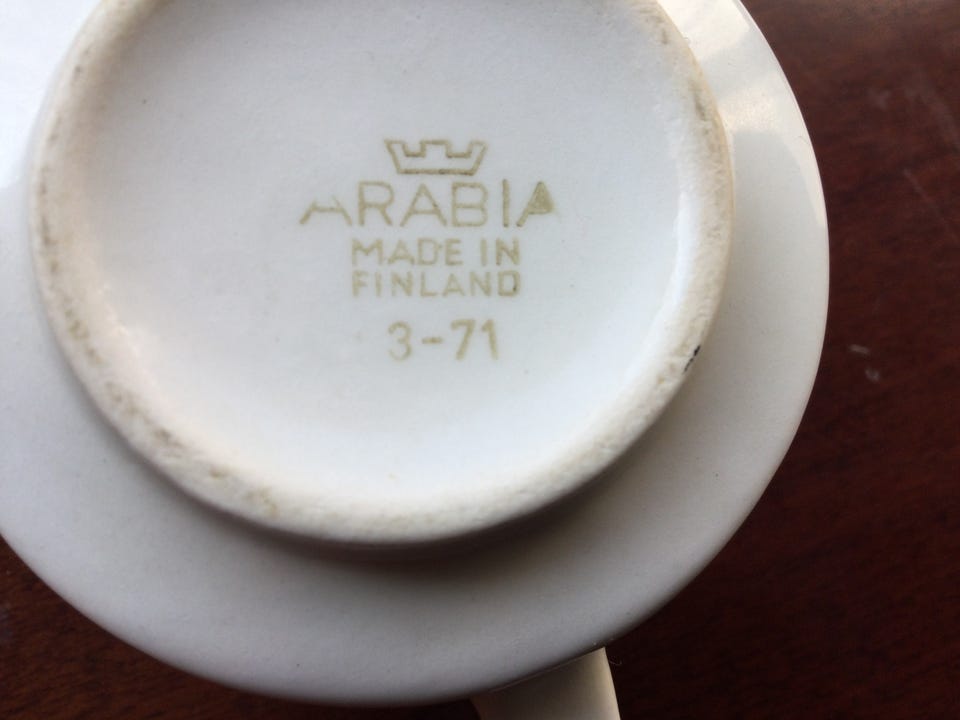 ARABIA
MADE IN
FINLAND
3-71